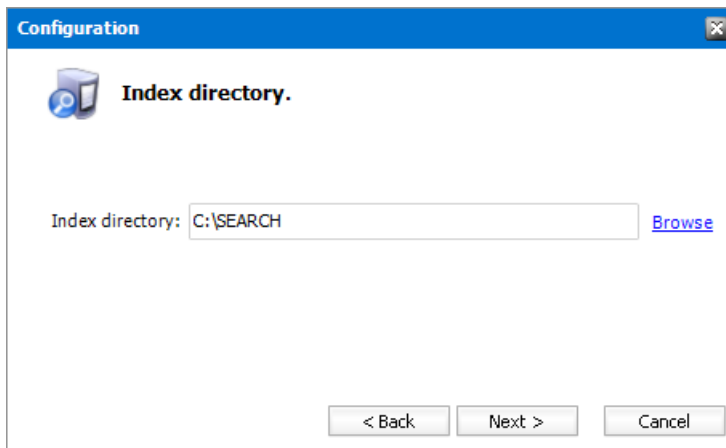 Configuration
Index directory.
Index directory: C:\SEARCH Browse
< Back Next > Cancel